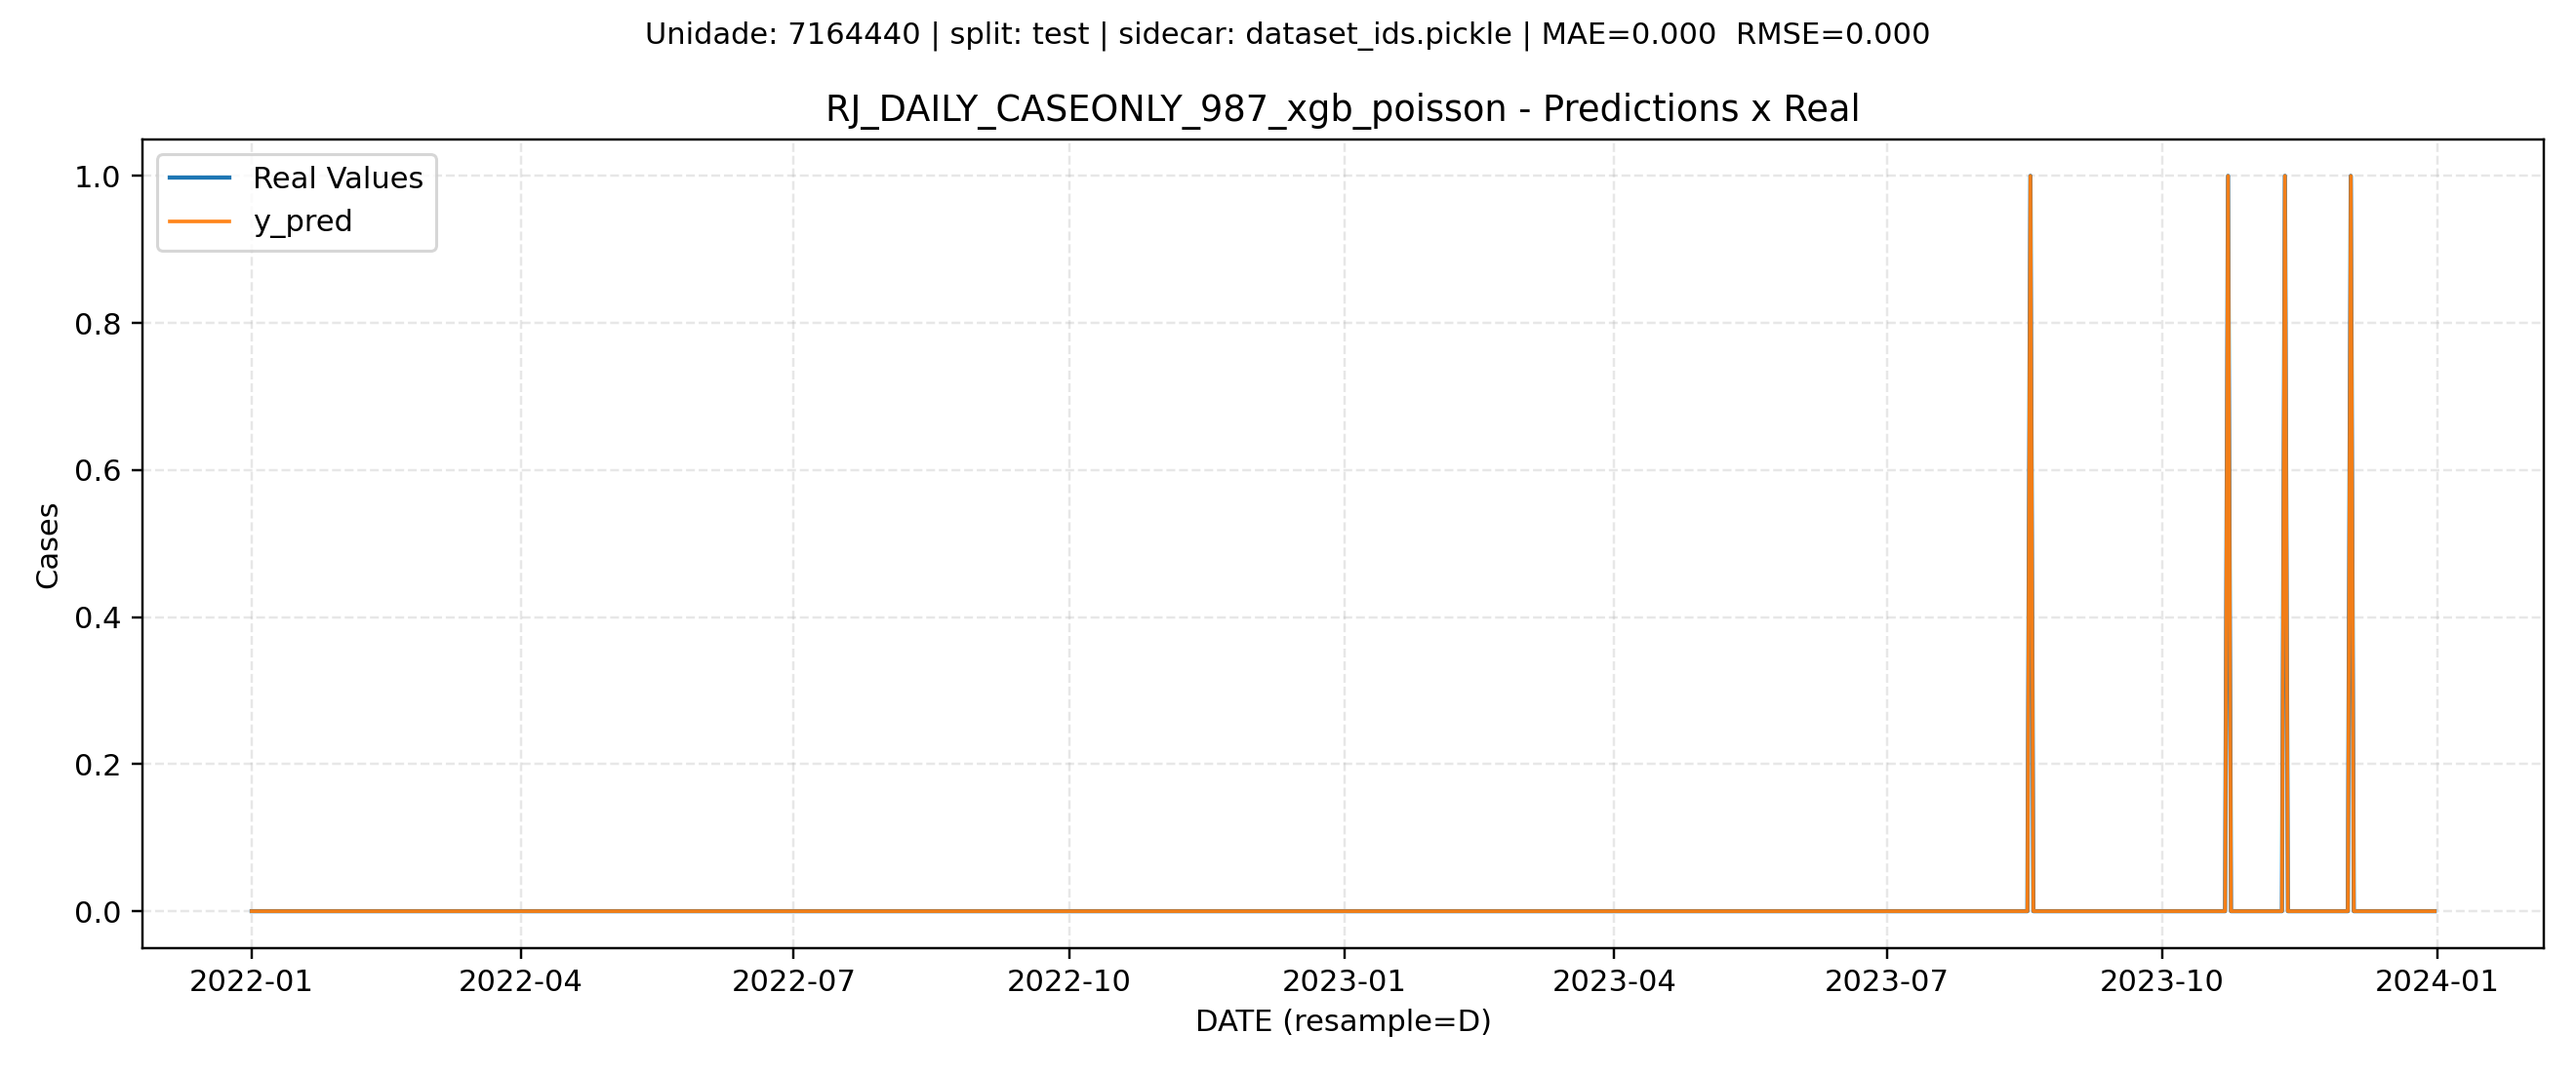 Unidade: 7164440 | split: test | sidecar: dataset_ids.pickle | MAE=0.000  RMSE=0.000
RJ_DAILY_CASEONLY_987_xgb_poisson - Predictions x Real
Real Values
y_pred
1.0
0.8
0.6
0.4
0.2
0.0
Cases
2022-01 2022-04 2022-07 2022-10 2023-01 2023-04 2023-07 2023-10 2024-01
DATE (resample=D)